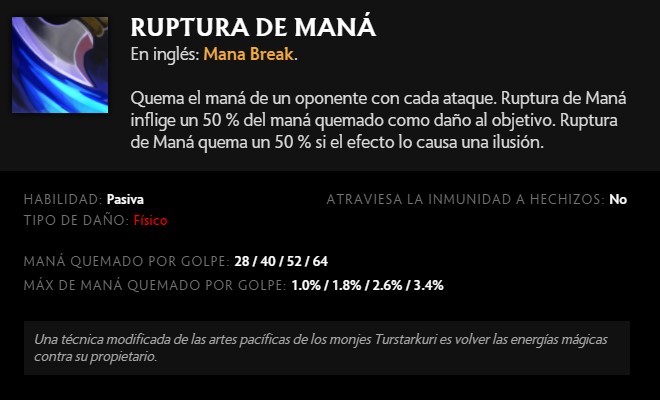 RUPTURA DE MANÁ
En inglés: Mana Break.
Quema el maná de un oponente con cada ataque. Ruptura de Maná
inflige un 50 % del maná quemado como daño al objetivo. Ruptura
de Maná quema un 50 % si el efecto lo causa una ilusión.
HABILIDAD: Pasiva
ATRAVIESA LA INMUNIDAD A HECHIZOS: No
TIPO DE DAÑO: Físico
MANÁ QUEMADO POR GOLPE: 28 / 40 / 52 / 64
MÁX DE MANÁ QUEMADO POR GOLPE: 1.0% / 1.8% / 2.6% / 3.4%
Una técnica modificada de las artes pacíficas de los monjes Turstarkuri es volver las energías mágicas
contra su propietario.